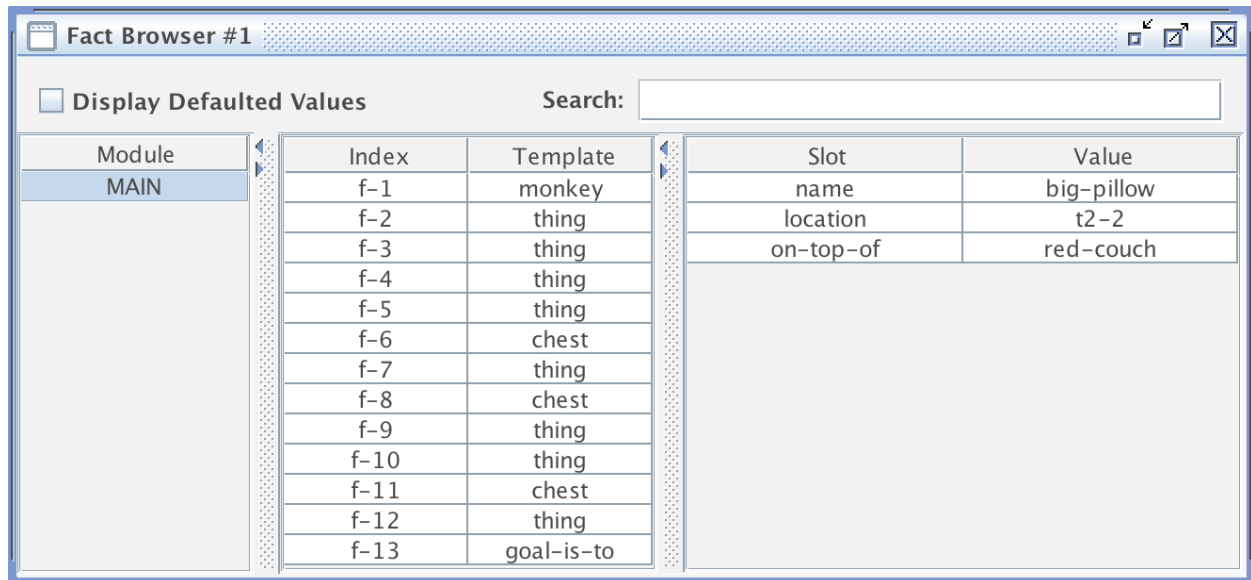 Fact Browser #1
Display Defaulted Values Search:
Module Index Template Slot Value
MAIN f-1 monkey name big-pillow
f-2 thing location t2-2
f-3 thing on-top-of red-couch
f-4 thing
f-5 thing
f-6 chest
f-7 thing
f-8 chest
f-9 thing
f-10 thing
f-11 chest
f-12 thing
f-13 goal-is-to